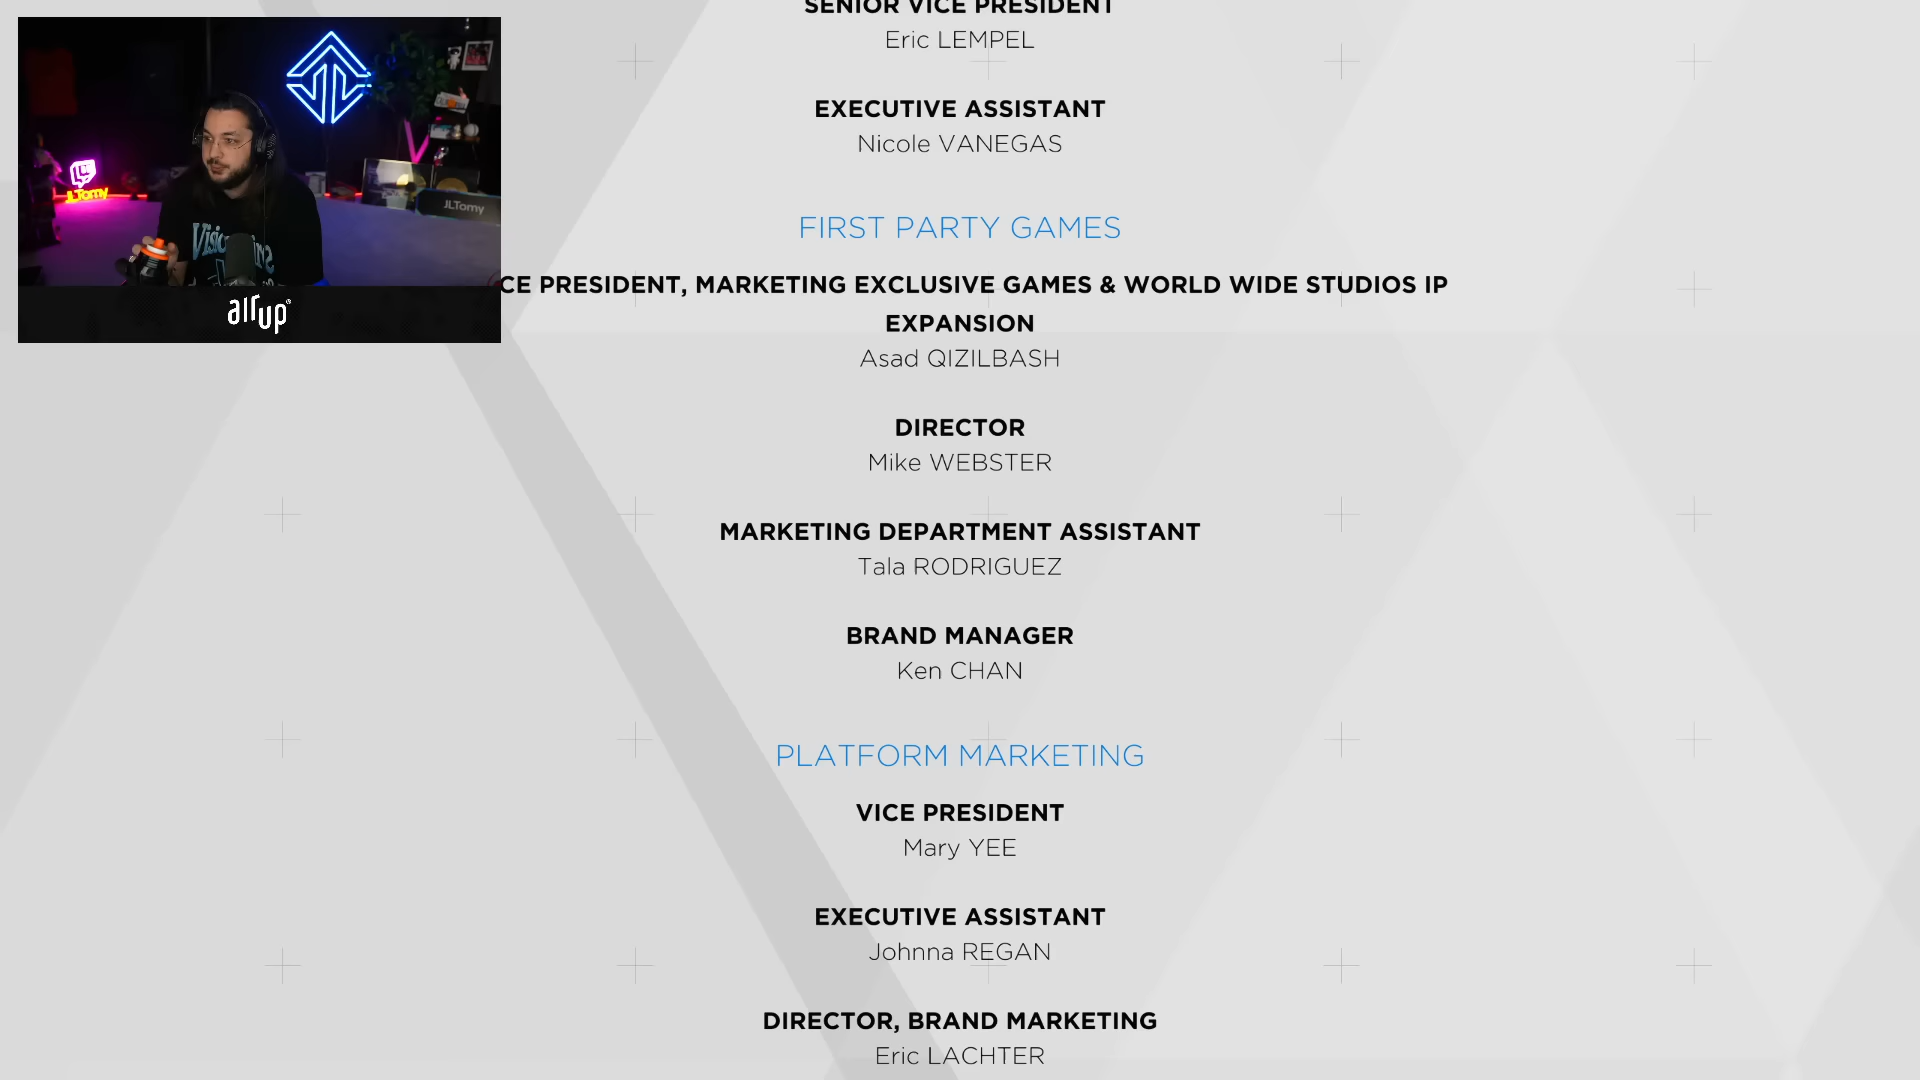 SENIOR VICE PRESIDENT
Eric LEMPEL
EXECUTIVE ASSISTANT
Nicole VANEGAS
FIRST PARTY GAMES
CE PRESIDENT, MARKETING EXCLUSIVE GAMES & WORLD WIDE STUDIOS IP
EXPANSION
Asad QIZILBASH
DIRECTOR
Mike WEBSTER
MARKETING DEPARTMENT ASSISTANT
Tala RODRIGUEZ
BRAND MANAGER
Ken CHAN
PLATFORM MARKETING
VICE PRESIDENT
Mary YEE
EXECUTIVE ASSISTANT
Johnna REGAN
DIRECTOR, BRAND MARKETING
Eric LACHTER
JLTomy
JLTomy
air up®